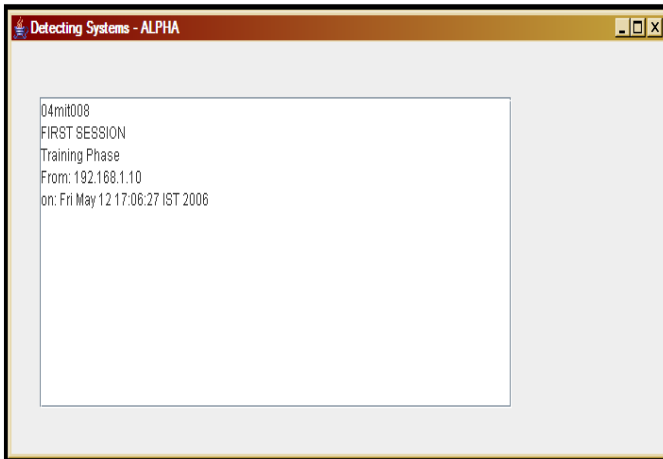 Detecting Systems - ALPHA
04mit008
FIRST SESSION
Training Phase
From: 192.168.1.10
on: Fri May 12 17:06:27 IST 2006